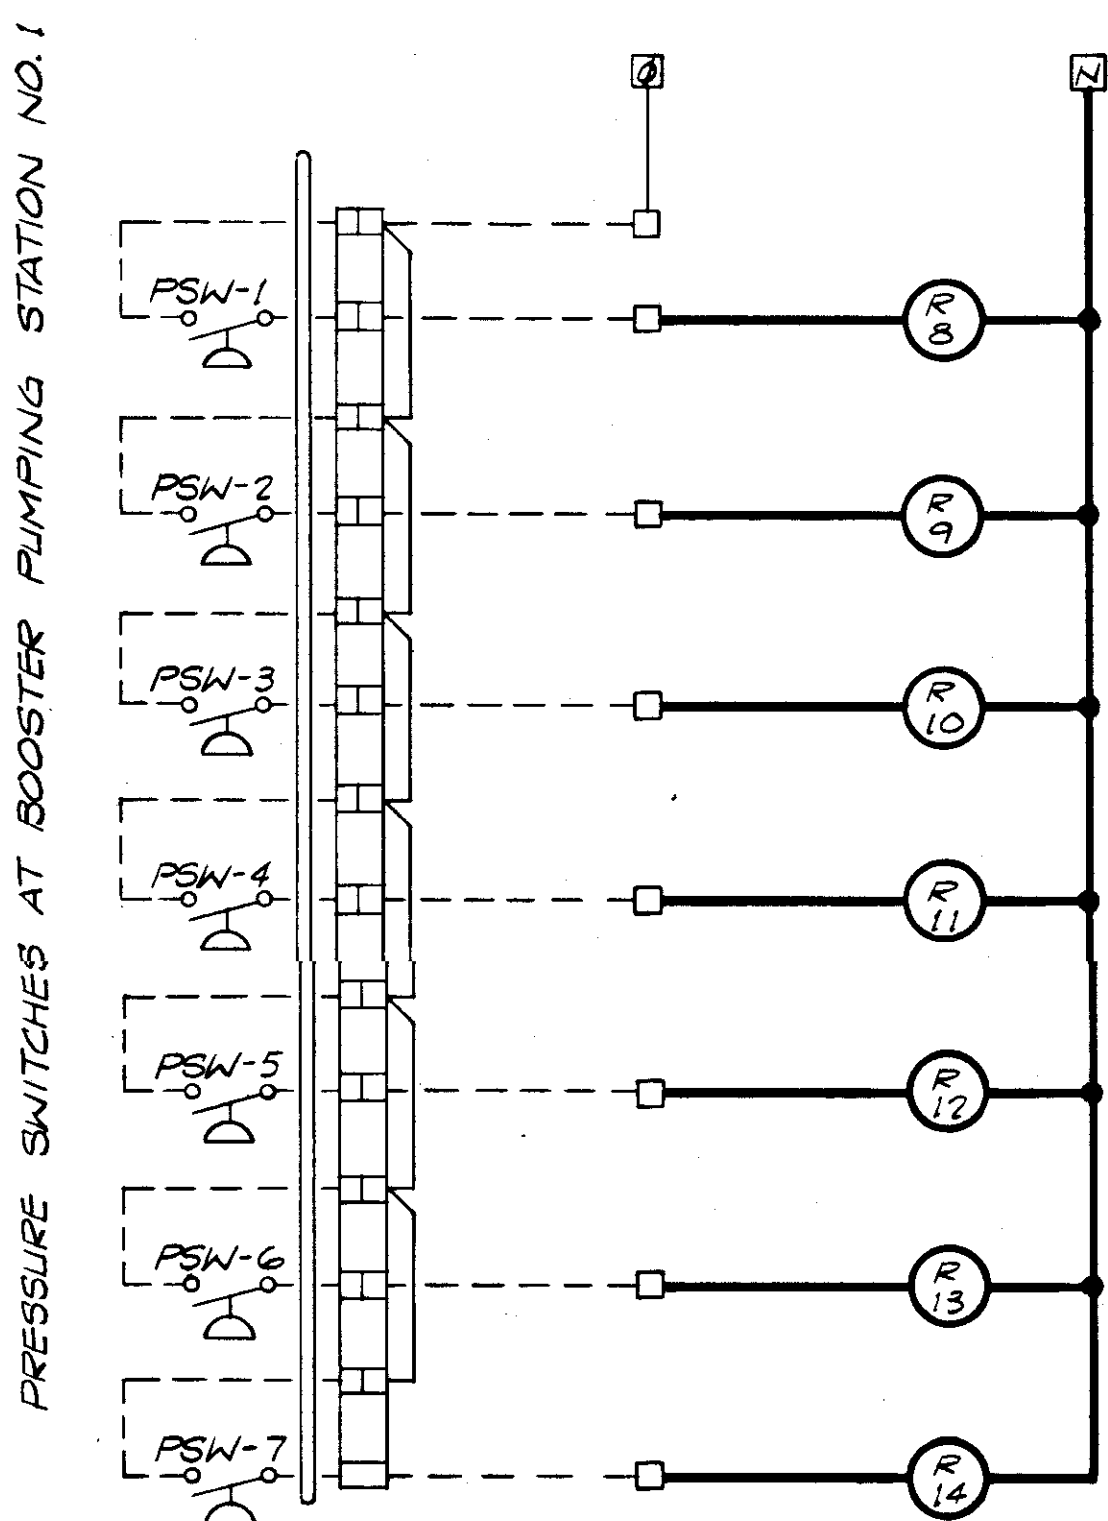 PRESSURE SWITCHES AT BOOSTER PUMPING STATION NO. 1
Ø
N
PSW-1
R
8
PSW-2
R
9
PSW-3
R
10
PSW-4
R
11
PSW-5
R
12
PSW-6
R
13
PSW-7
R
14